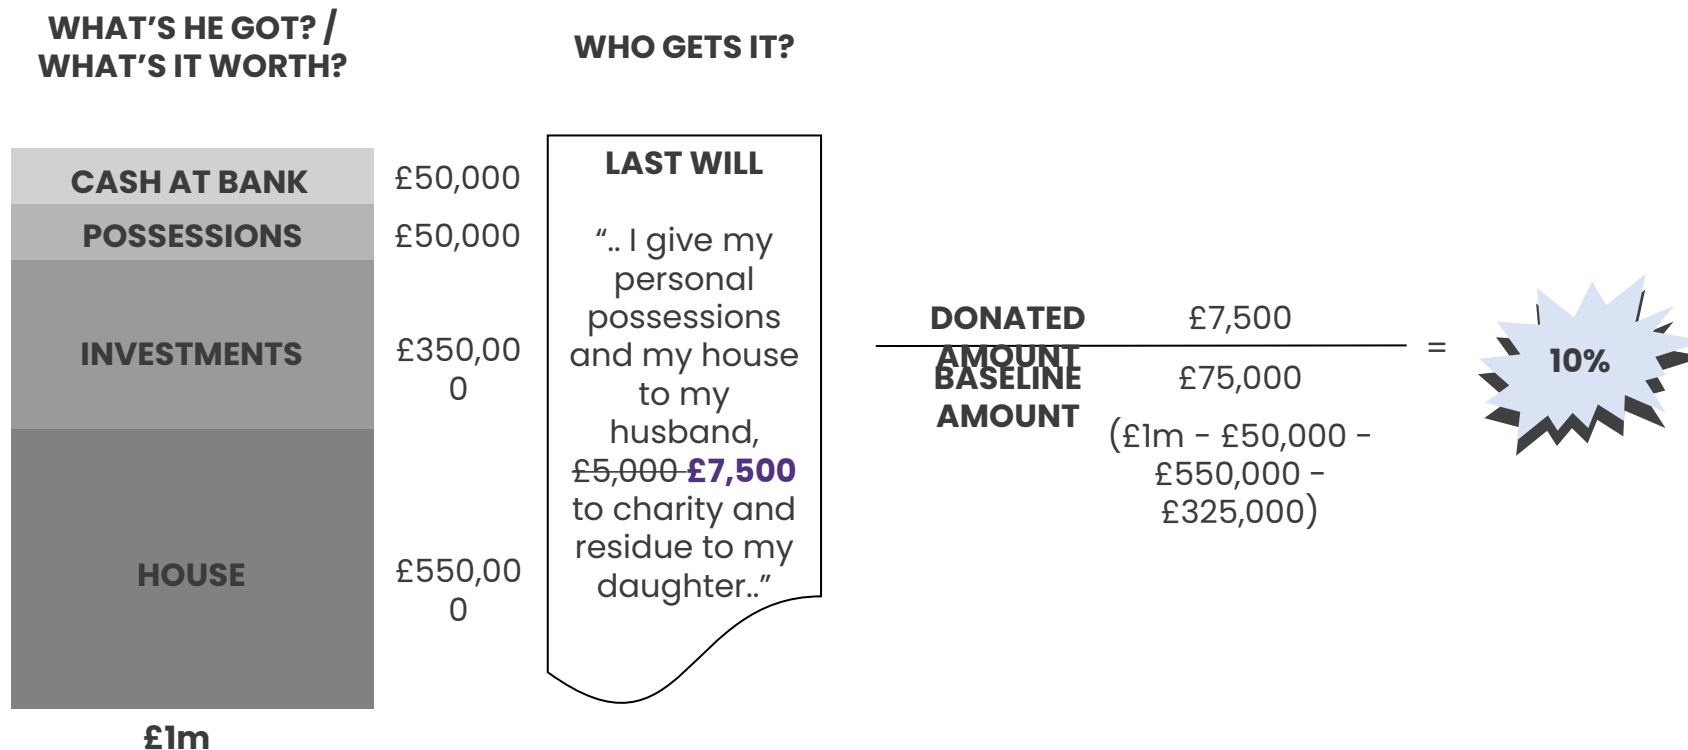 WHAT’S HE GOT? /
WHAT’S IT WORTH?
WHO GETS IT?
CASH AT BANK
£50,000
POSSESSIONS
£50,000
INVESTMENTS
£350,00
0
HOUSE
£550,00
0
£1m
LAST WILL
“.. I give my
personal
possessions
and my house
to my
husband,
£5,000 £7,500
to charity and
residue to my
daughter..”
DONATED
AMOUNT
£7,500
BASELINE
AMOUNT
£75,000
(£1m - £50,000 -
£550,000 -
£325,000)
=
10%